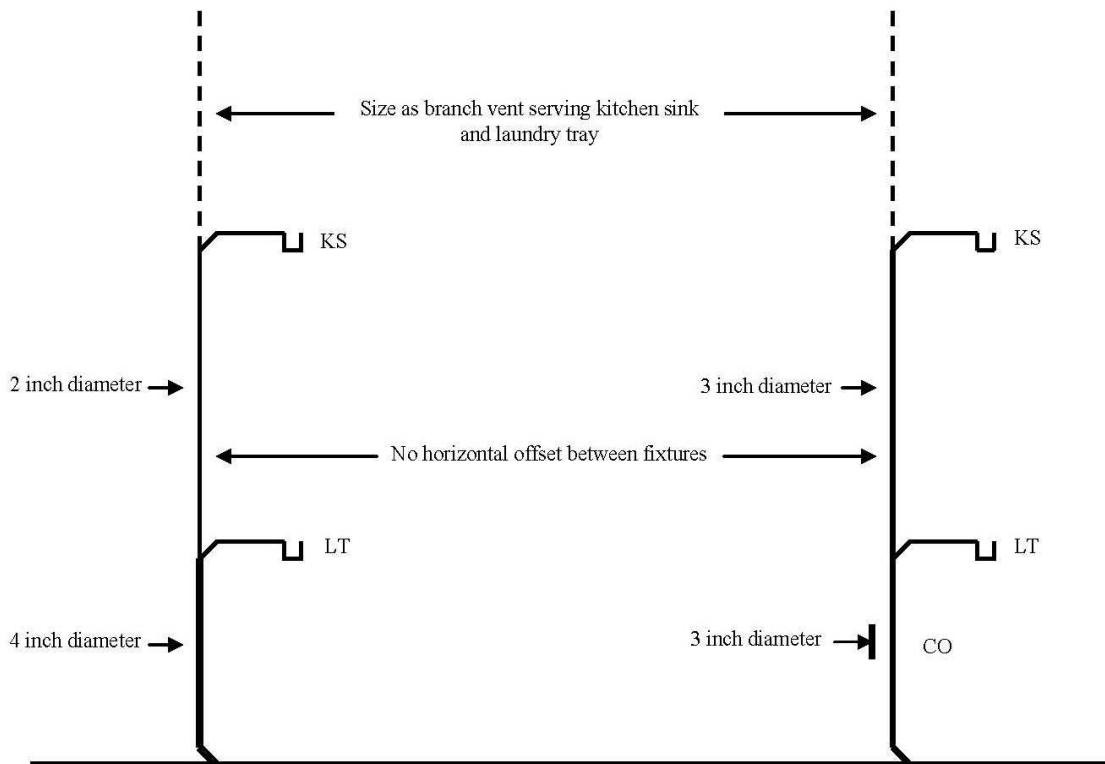 Size as branch vent serving kitchen sink
and laundry tray
KS
KS
2 inch diameter
3 inch diameter
No horizontal offset between fixtures
LT
LT
4 inch diameter
3 inch diameter
CO